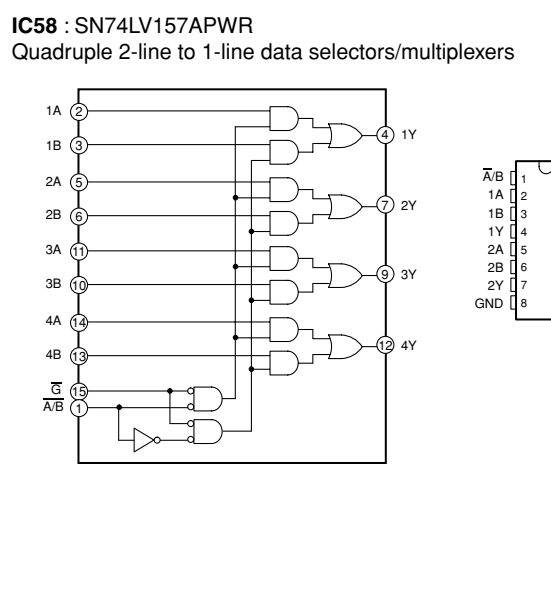 IC58 : SN74LV157APWR
Quadruple 2-line to 1-line data selectors/multiplexers
1A 2
1B 3
4 1Y
2A 5
2B 6
7 2Y
3A 11
3B 10
9 3Y
4A 14
4B 13
12 4Y
G̅ 15
A̅/̅B̅ 1
A̅/B 1
1A 2
1B 3
1Y 4
2A 5
2B 6
2Y 7
GND 8